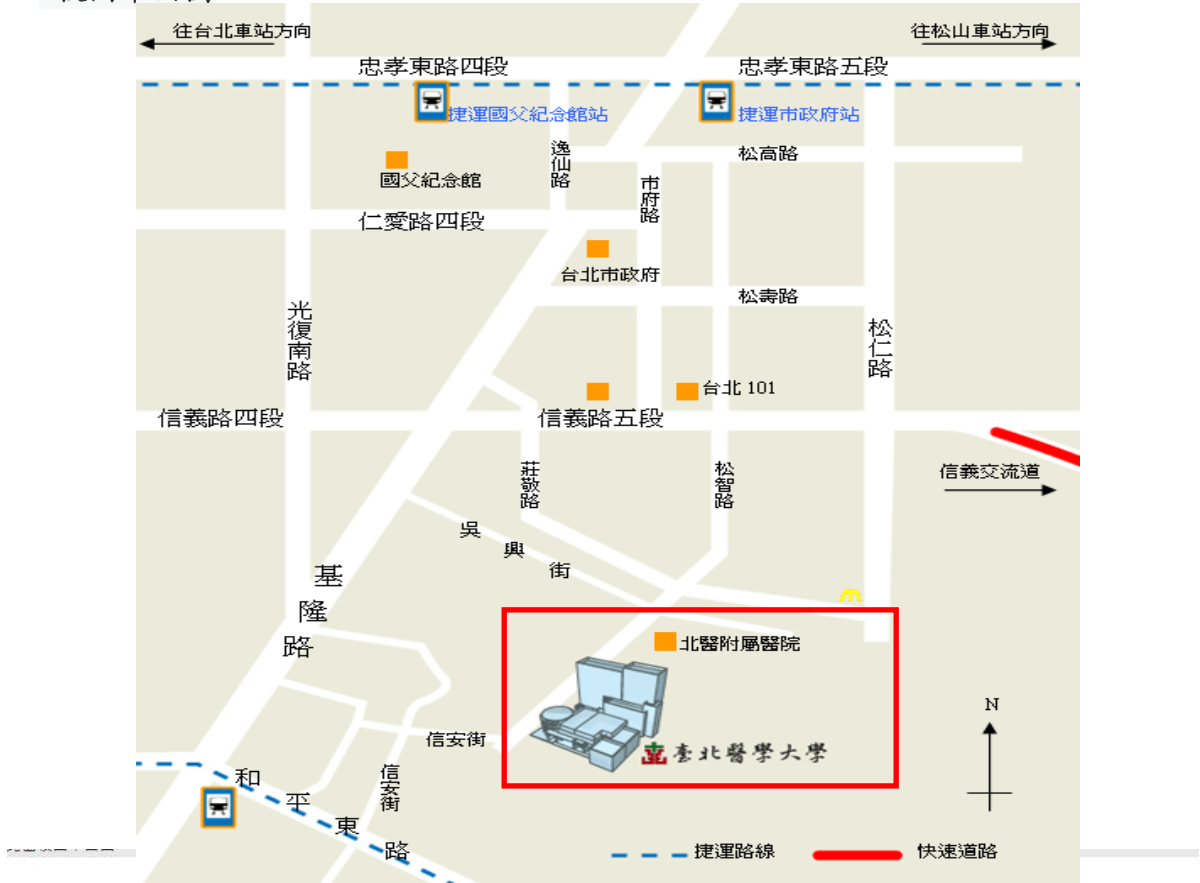 往台北車站方向
往松山車站方向
忠孝東路四段
忠孝東路五段
捷運國父紀念館站
捷運市政府站
逸仙路
松高路
國父紀念館
市府路
仁愛路四段
台北市政府
松壽路
光復南路
松仁路
台北 101
信義路四段
信義路五段
莊敬路
松智路
信義交流道
吳興街
基隆路
北醫附屬醫院
N
信安街
臺北醫學大學
信安街
和平東路
捷運路線
快速道路